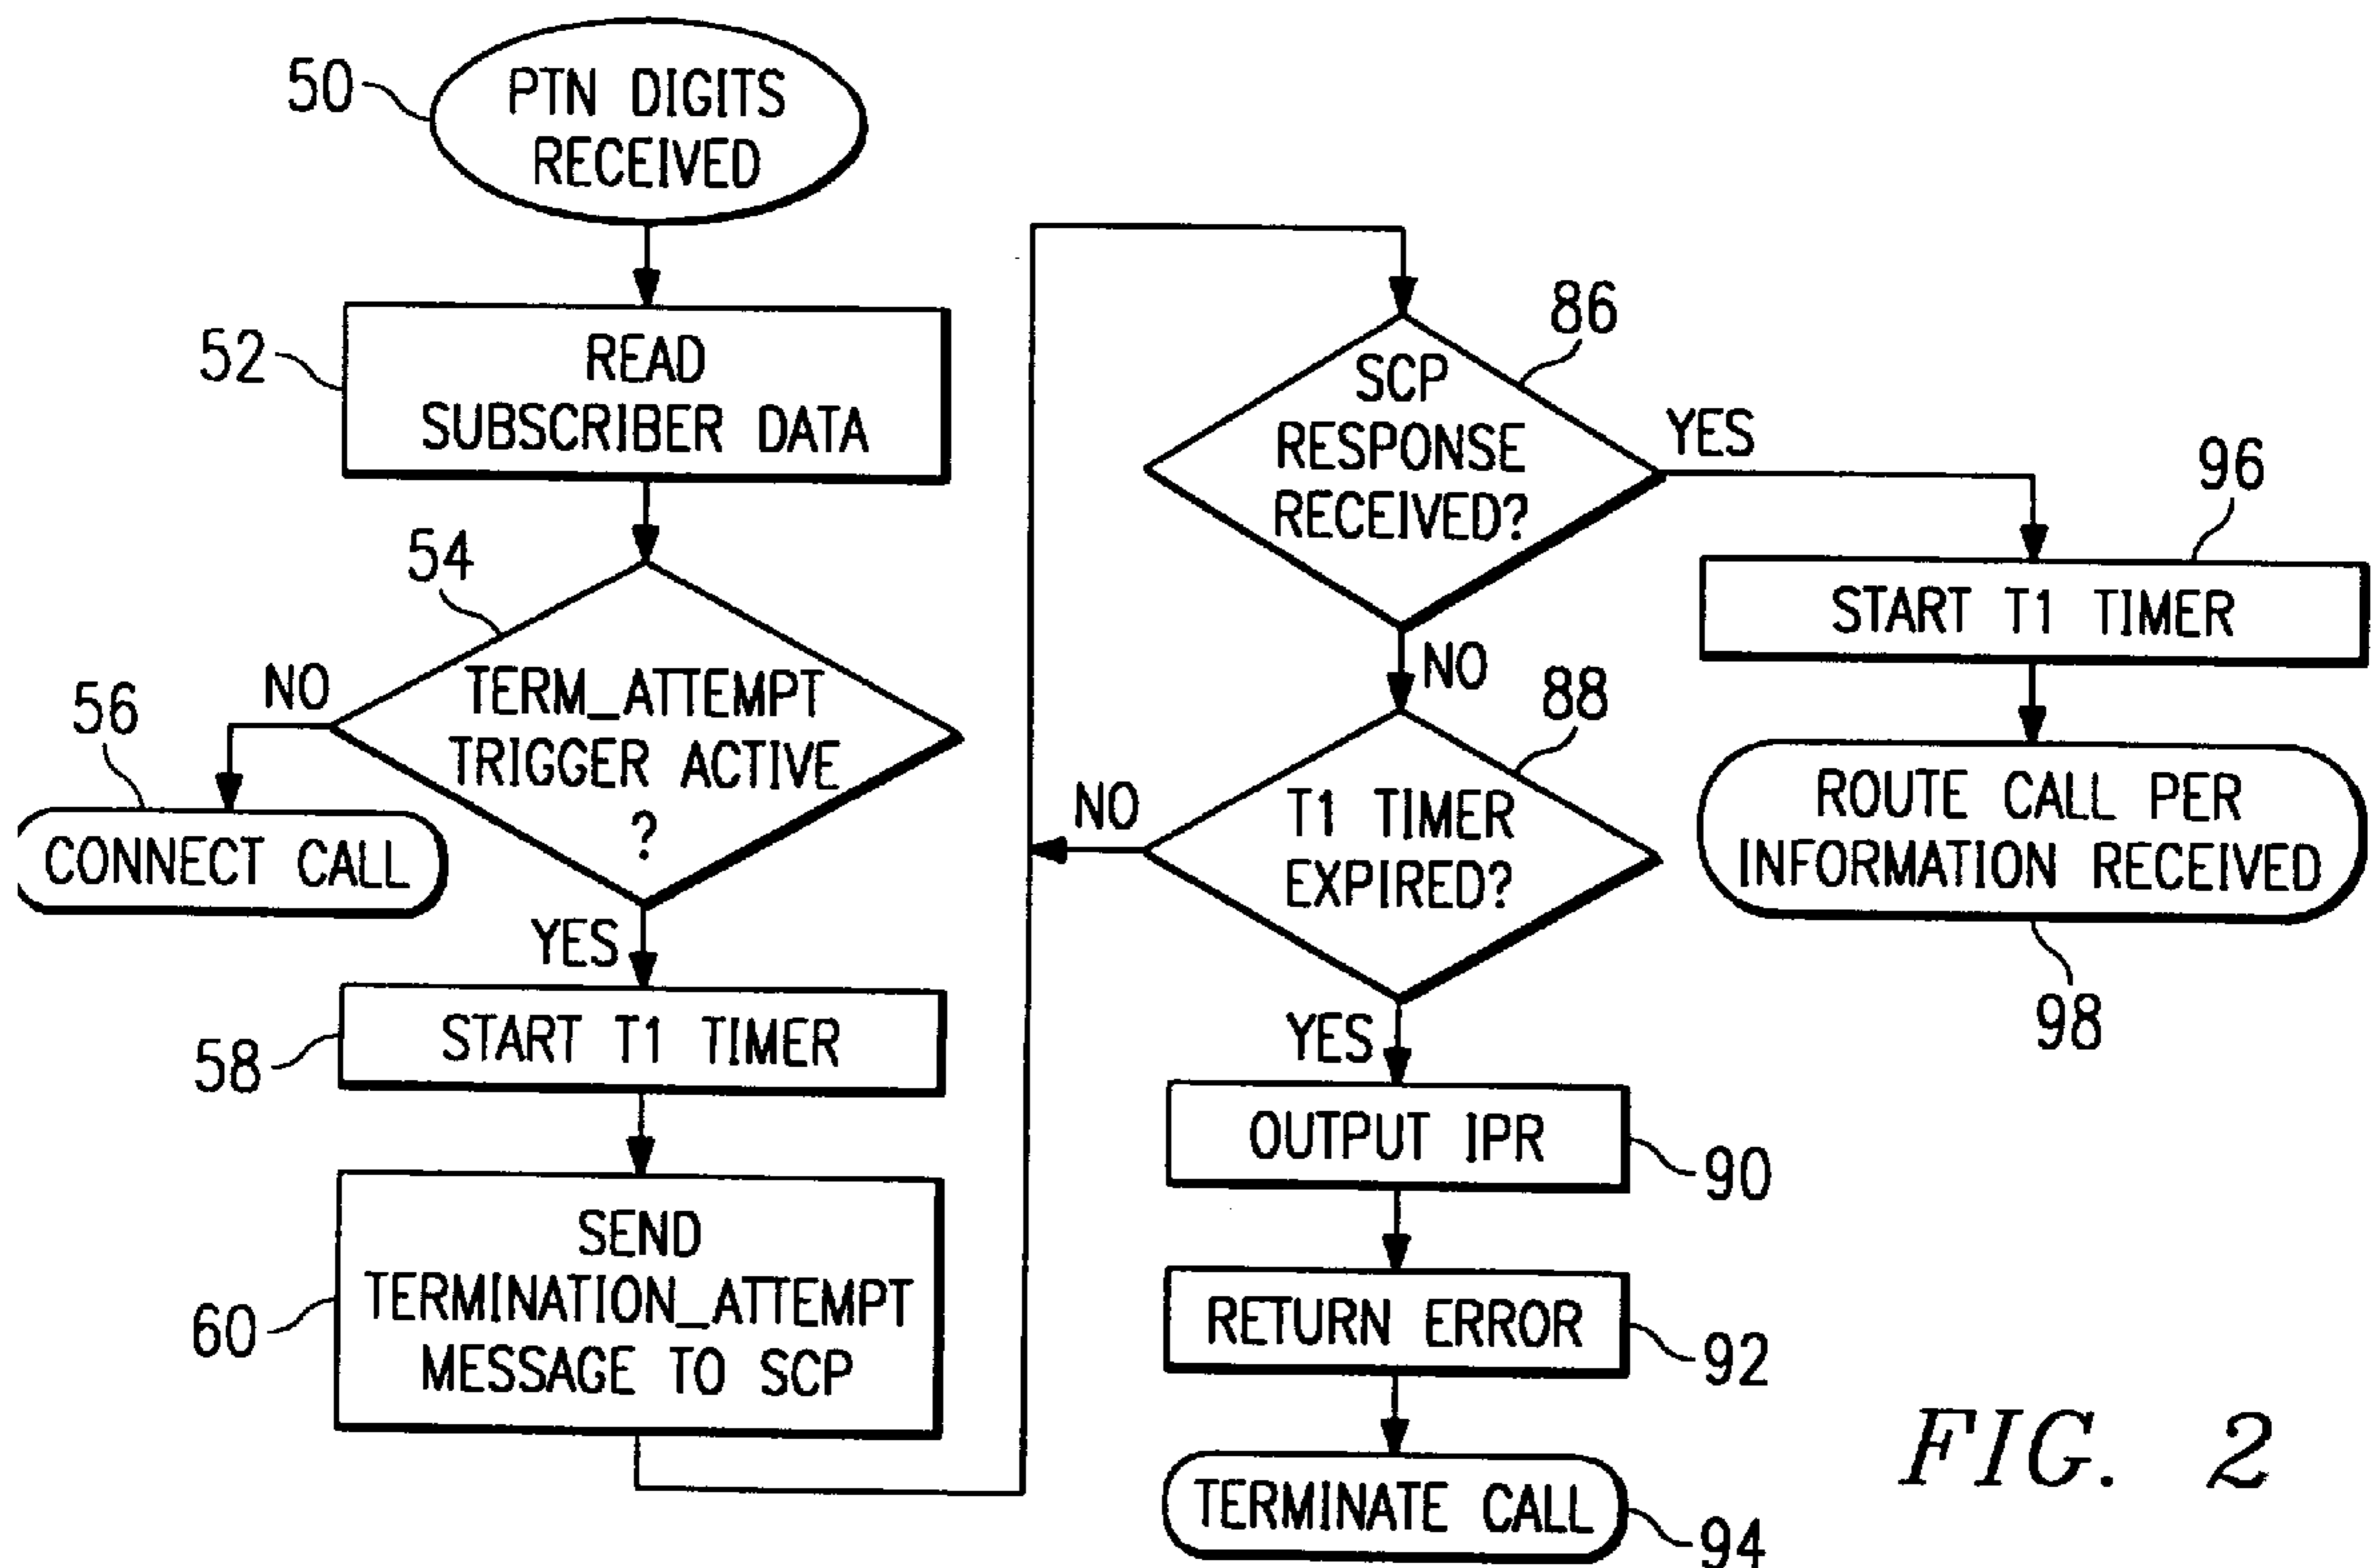 50
PTN DIGITS
RECEIVED
52
READ
SUBSCRIBER DATA
54
TERM_ATTEMPT
TRIGGER ACTIVE
?
NO
56
CONNECT CALL
YES
58
START T1 TIMER
60
SEND
TERMINATION_ATTEMPT
MESSAGE TO SCP
86
SCP
RESPONSE
RECEIVED?
YES
NO
88
T1 TIMER
EXPIRED?
NO
YES
OUTPUT IPR
90
RETURN ERROR
92
TERMINATE CALL
94
96
START T1 TIMER
ROUTE CALL PER
INFORMATION RECEIVED
98
FIG. 2